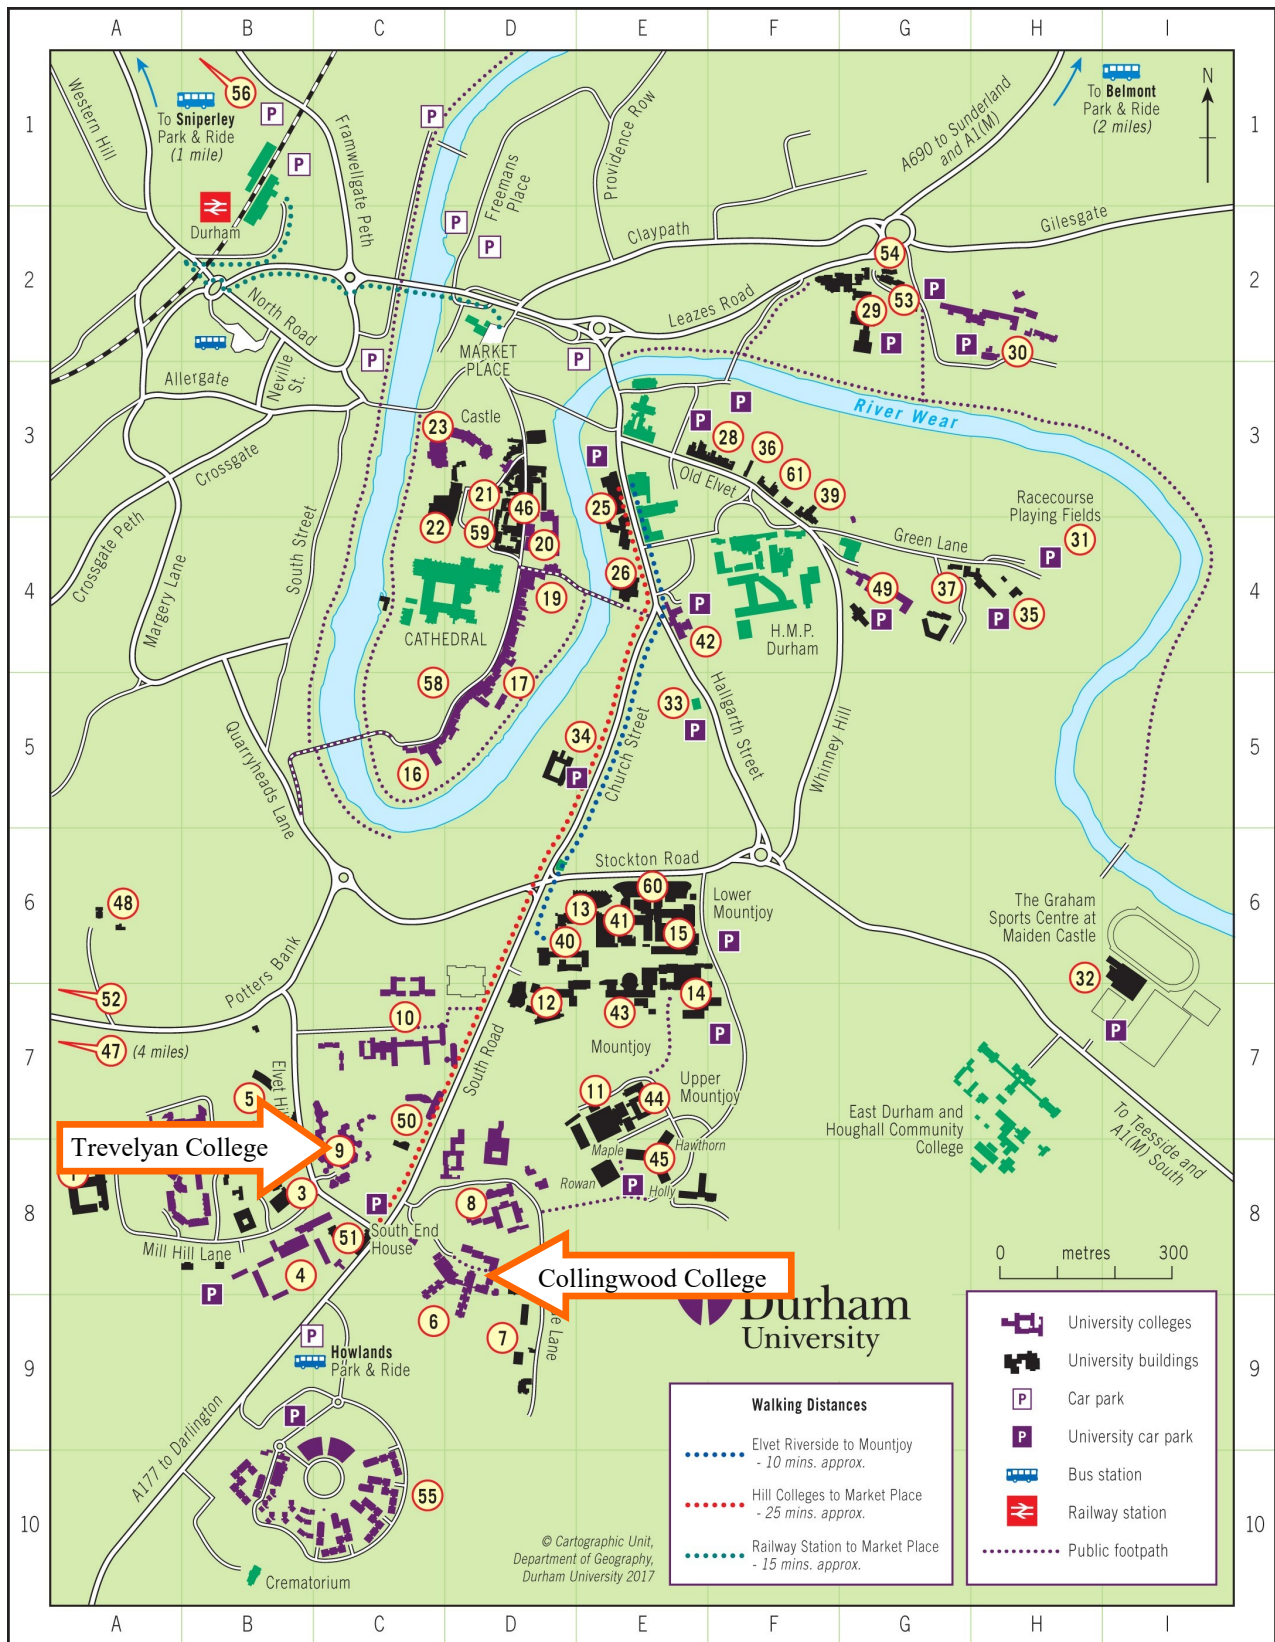 A B C D E F G H I
1
2
3
4
5
6
7
8
9
10
A B C D E F G H I
1
2
3
4
5
6
7
8
9
10
Western Hill
56
To Sniperley
Park & Ride
(1 mile)
P
P
P
Durham
Framwellgate Peth
Freemans
Place
Providence Row
P
P
Claypath
A690 to Sunderland
and A1(M)
To Belmont
Park & Ride
(2 miles)
N
Gilesgate
54
53
29
30
P
P
P
Leazes Road
North Road
Neville
St.
Allergate
P
P
MARKET
PLACE
River Wear
Crossgate
Crossgate Peth
Margery Lane
South Street
23
Castle
21
22
46
59
20
19
CATHEDRAL
58
17
16
P
25
26
P
P
28
36
61
39
Old Elvet
Green Lane
Racecourse
Playing Fields
31
P
49
37
35
P
P
P
42
H.M.P.
Durham
33
P
34
P
Church Street
Hallgarth Street
Whinney Hill
Quarryheads Lane
Stockton Road
60
13
41
40
15
Lower
Mountjoy
P
12
43
14
P
Mountjoy
48
52
47
(4 miles)
Potters Bank
10
South Road
The Graham
Sports Centre at
Maiden Castle
32
P
11
44
Upper
Mountjoy
Maple
Hawthorn
45
Rowan
Holly
P
East Durham and
Houghall Community
College
To Teesside and
A1(M) South
5
Elvet Hi
50
Trevelyan College
9
3
P
8
51
South End
House
Mill Hill Lane
4
P
Collingwood College
6
7
e Lane
Durham
University
P
Howlands
Park & Ride
P
A177 to Darlington
55
Crematorium
© Cartographic Unit,
Department of Geography,
Durham University 2017
0 metres 300
Walking Distances
Elvet Riverside to Mountjoy
- 10 mins. approx.
Hill Colleges to Market Place
- 25 mins. approx.
Railway Station to Market Place
- 15 mins. approx.
University colleges
University buildings
P Car park
P University car park
Bus station
Railway station
Public footpath